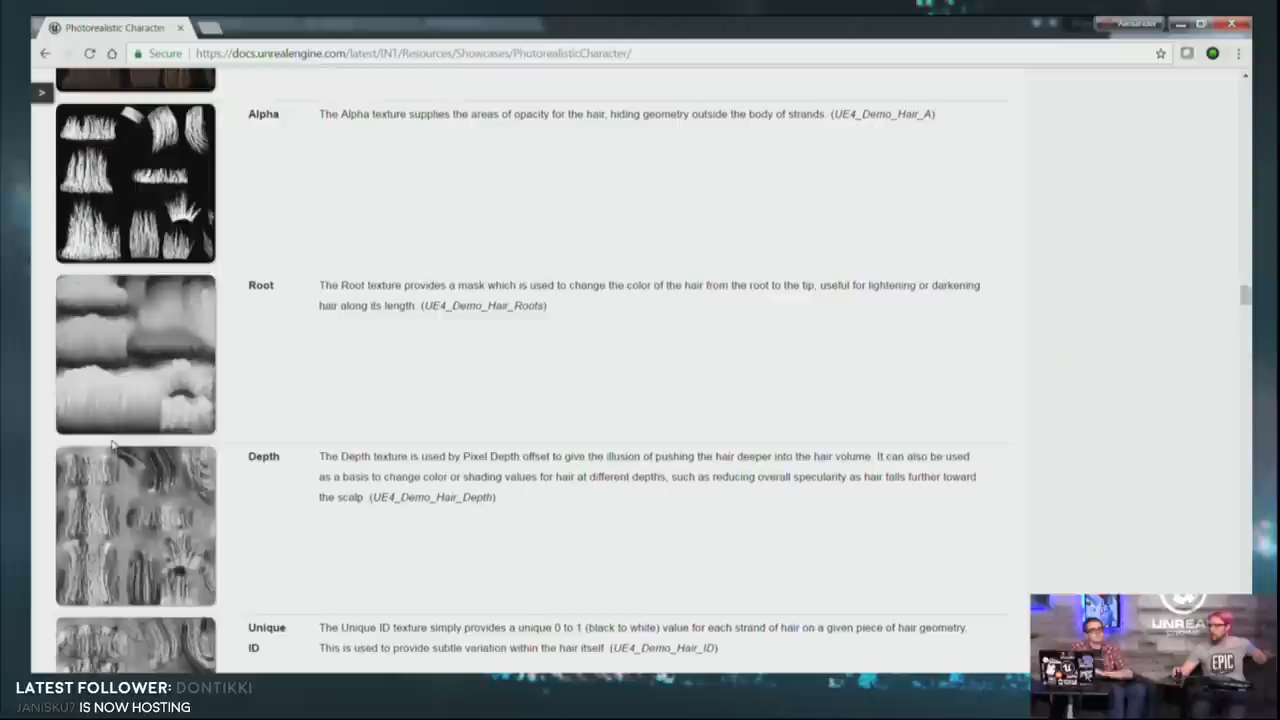 Photorealistic Character
Alexander
Secure
https://docs.unrealengine.com/latest/INT/Resources/Showcases/PhotorealisticCharacter/
>
Alpha
The Alpha texture supplies the areas of opacity for the hair, hiding geometry outside the body of strands. (UE4_Demo_Hair_A)
Root
The Root texture provides a mask which is used to change the color of the hair from the root to the tip, useful for lightening or darkening
hair along its length. (UE4_Demo_Hair_Roots)
Depth
The Depth texture is used by Pixel Depth offset to give the illusion of pushing the hair deeper into the hair volume. It can also be used
as a basis to change color or shading values for hair at different depths, such as reducing overall specularity as hair falls further toward
the scalp. (UE4_Demo_Hair_Depth)
Unique
ID
The Unique ID texture simply provides a unique 0 to 1 (black to white) value for each strand of hair on a given piece of hair geometry.
This is used to provide subtle variation within the hair itself. (UE4_Demo_Hair_ID)
UNREA
EPIC
LATEST FOLLOWER: DONTIKKI
JANISKU7 IS NOW HOSTING